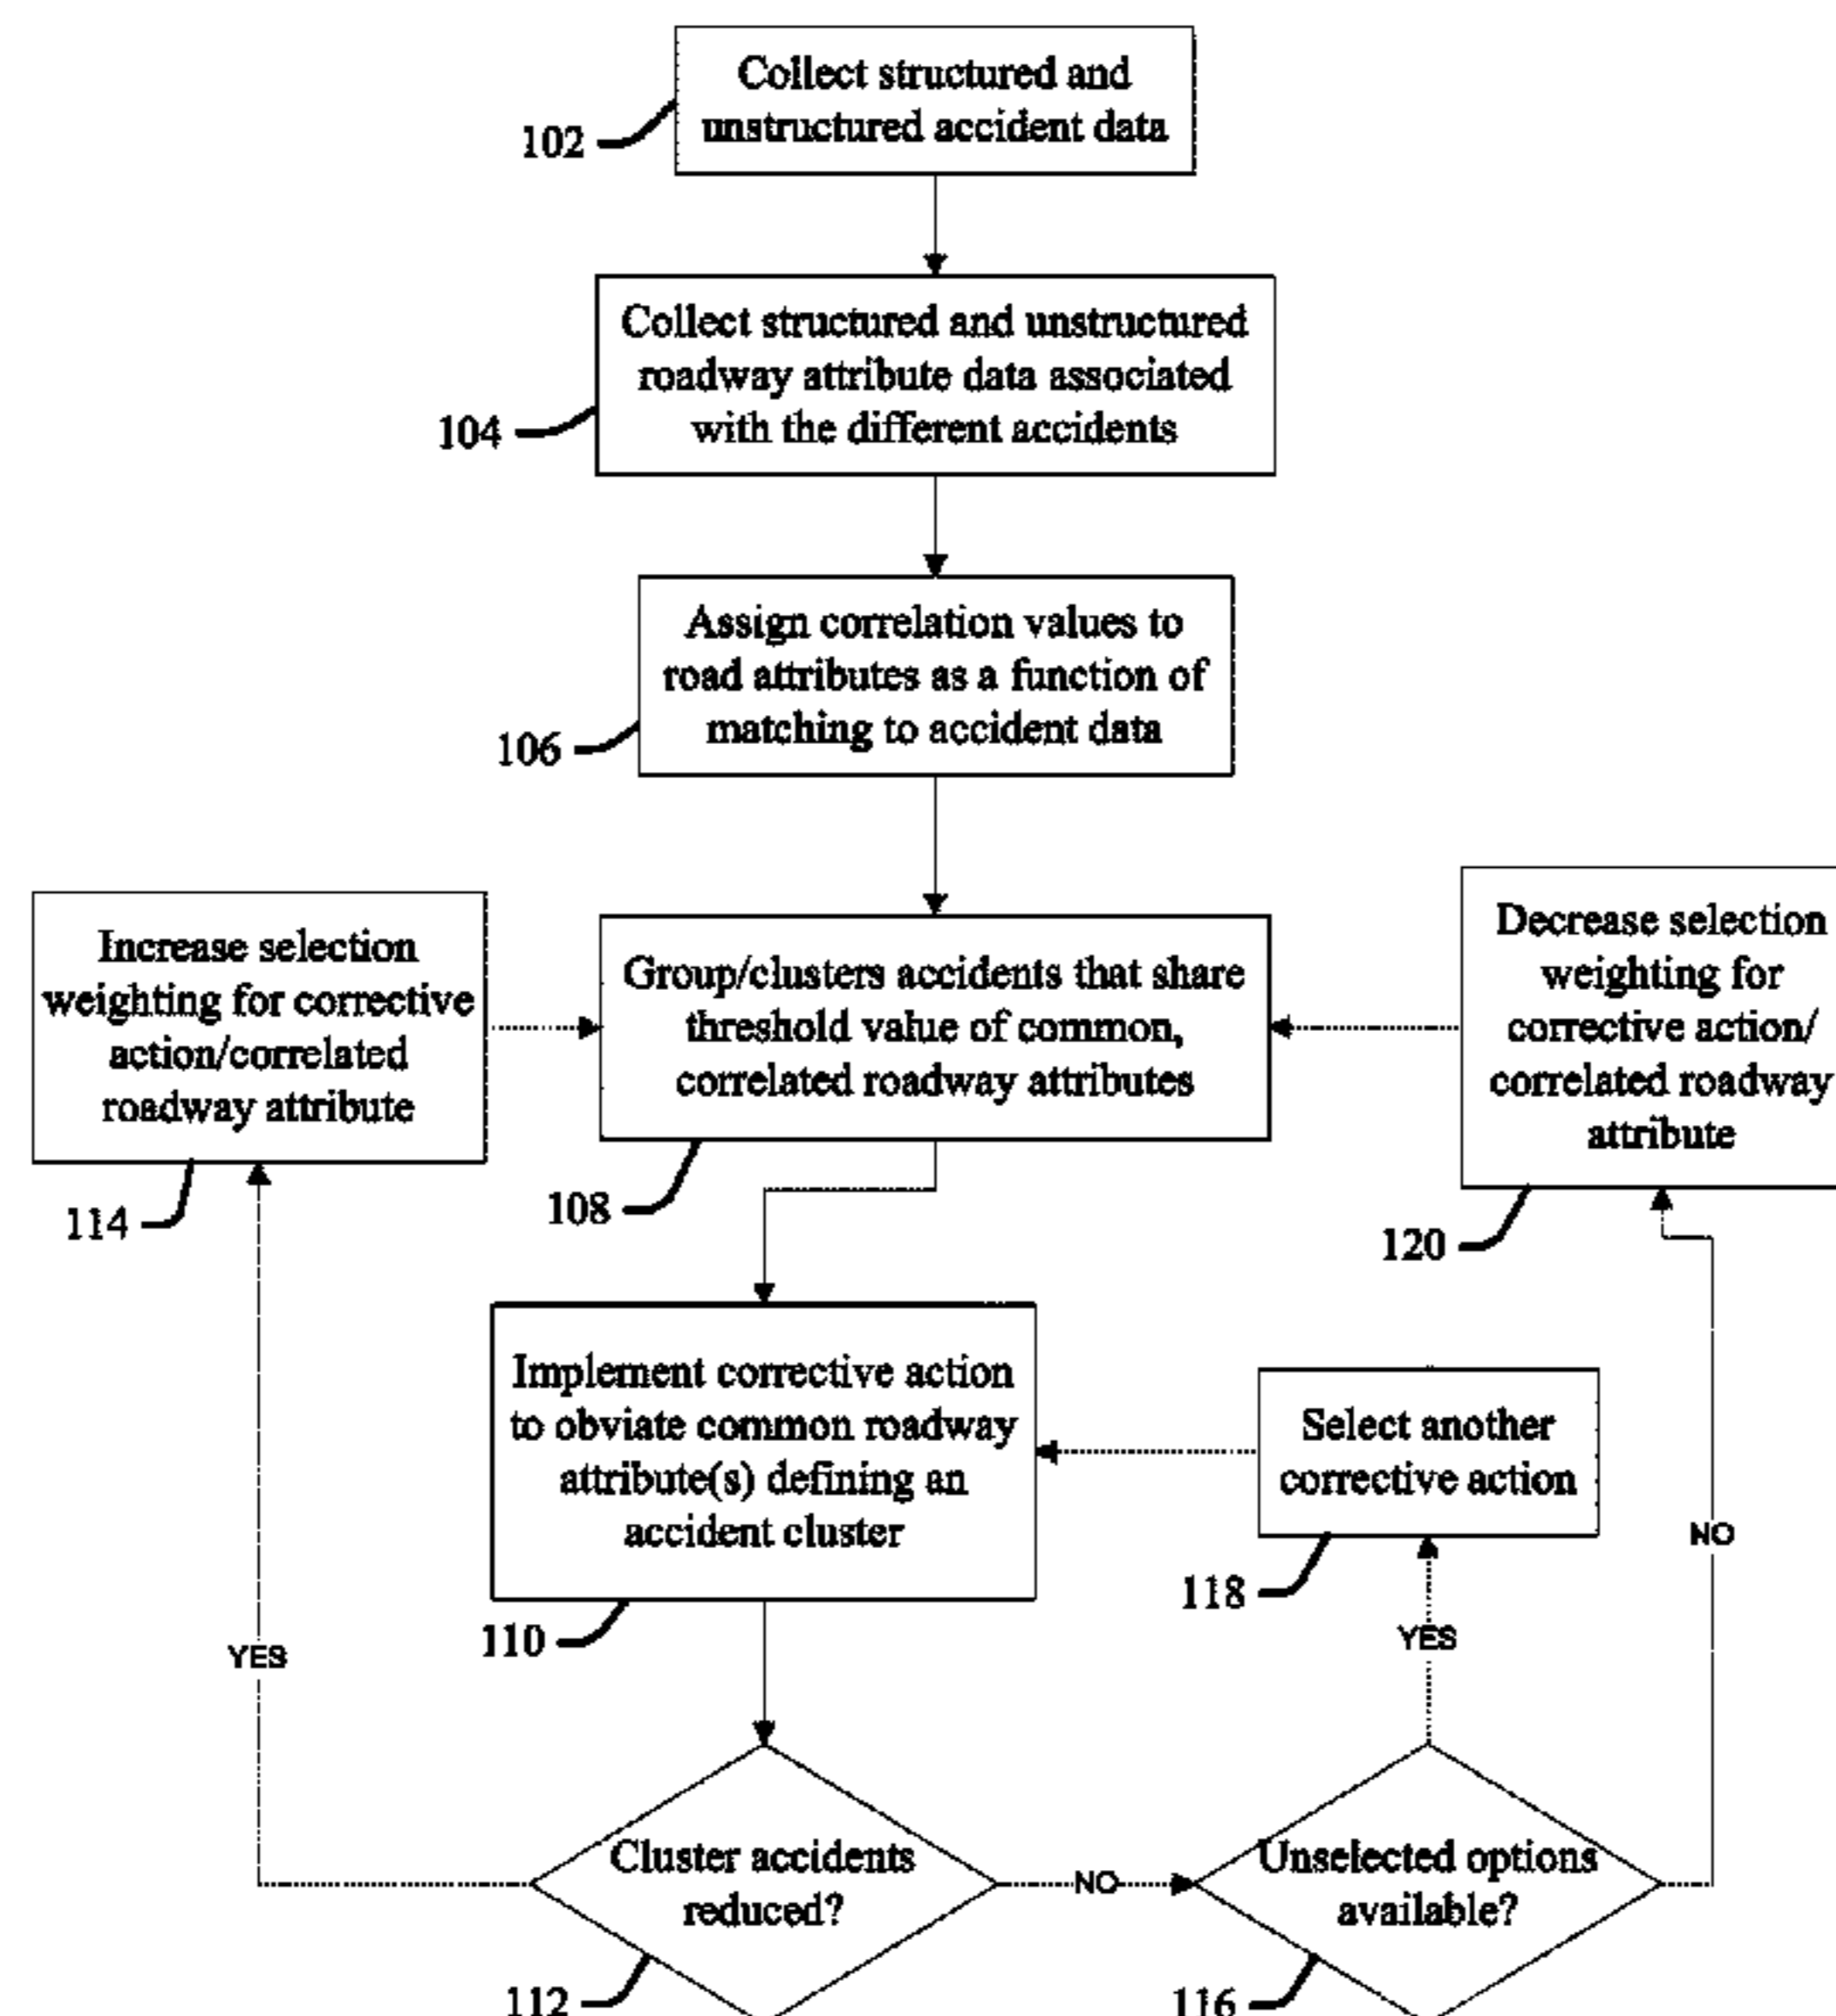 Collect structured and
unstructured accident data
102
Collect structured and unstructured
roadway attribute data associated
with the different accidents
104
Assign correlation values to
road attributes as a function of
matching to accident data
106
Increase selection
weighting for corrective
action/correlated
roadway attribute
114
Group/clusters accidents that share
threshold value of common,
correlated roadway attributes
108
Decrease selection
weighting for
corrective action/
correlated roadway
attribute
120
Implement corrective action
to obviate common roadway
attribute(s) defining an
accident cluster
110
Select another
corrective action
118
NO
YES
YES
Cluster accidents
reduced?
112
NO
Unselected options
available?
116